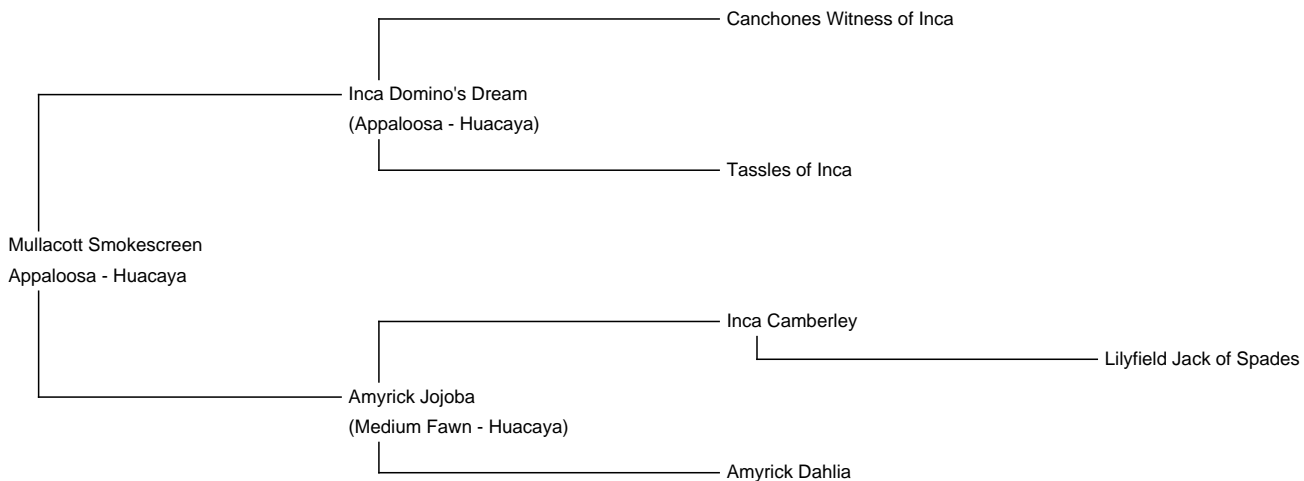 Canchones Witness of Inca
Inca Domino's Dream
(Appaloosa - Huacaya)
Tassles of Inca
Mullacott Smokescreen
Appaloosa - Huacaya
Inca Camberley
Lilyfield Jack of Spades
Amyrick Jojoba
(Medium Fawn - Huacaya)
Amyrick Dahlia